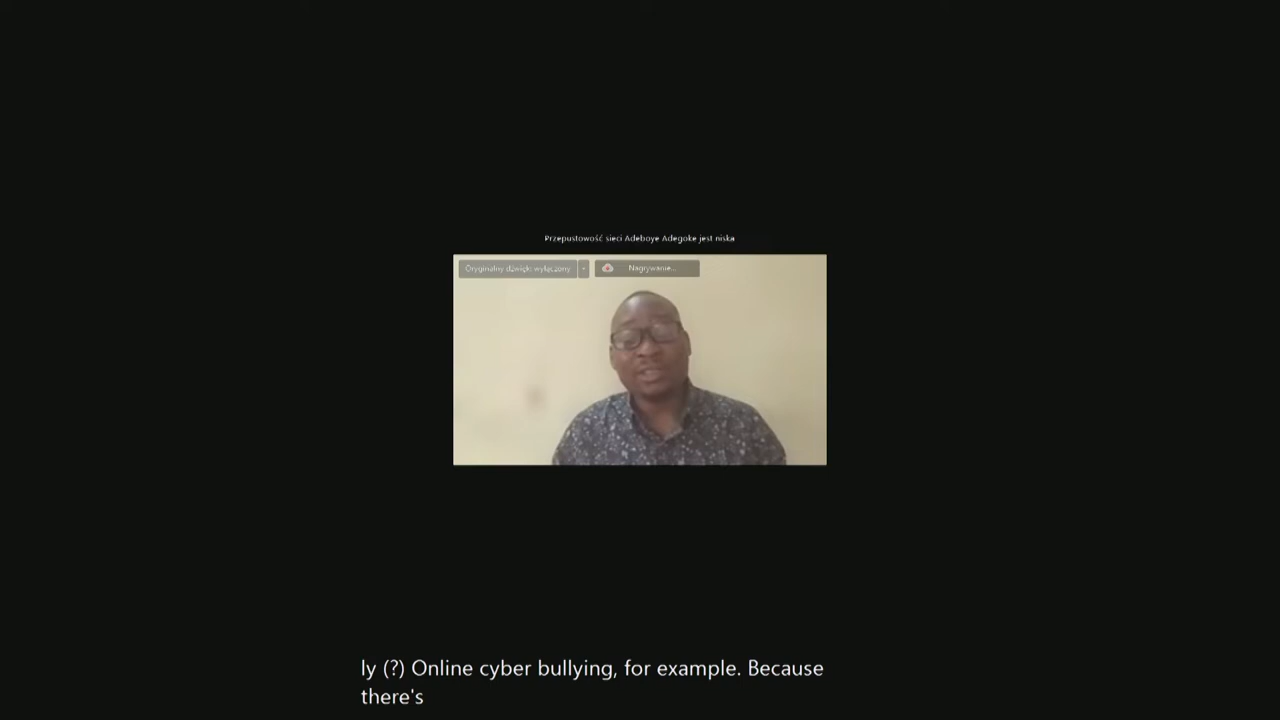 Przepustowość sieci Adeboye Adegoke jest niska
Oryginalny dźwięk: wyłączony
Nagrywanie...
ly (?) Online cyber bullying, for example. Because
there's